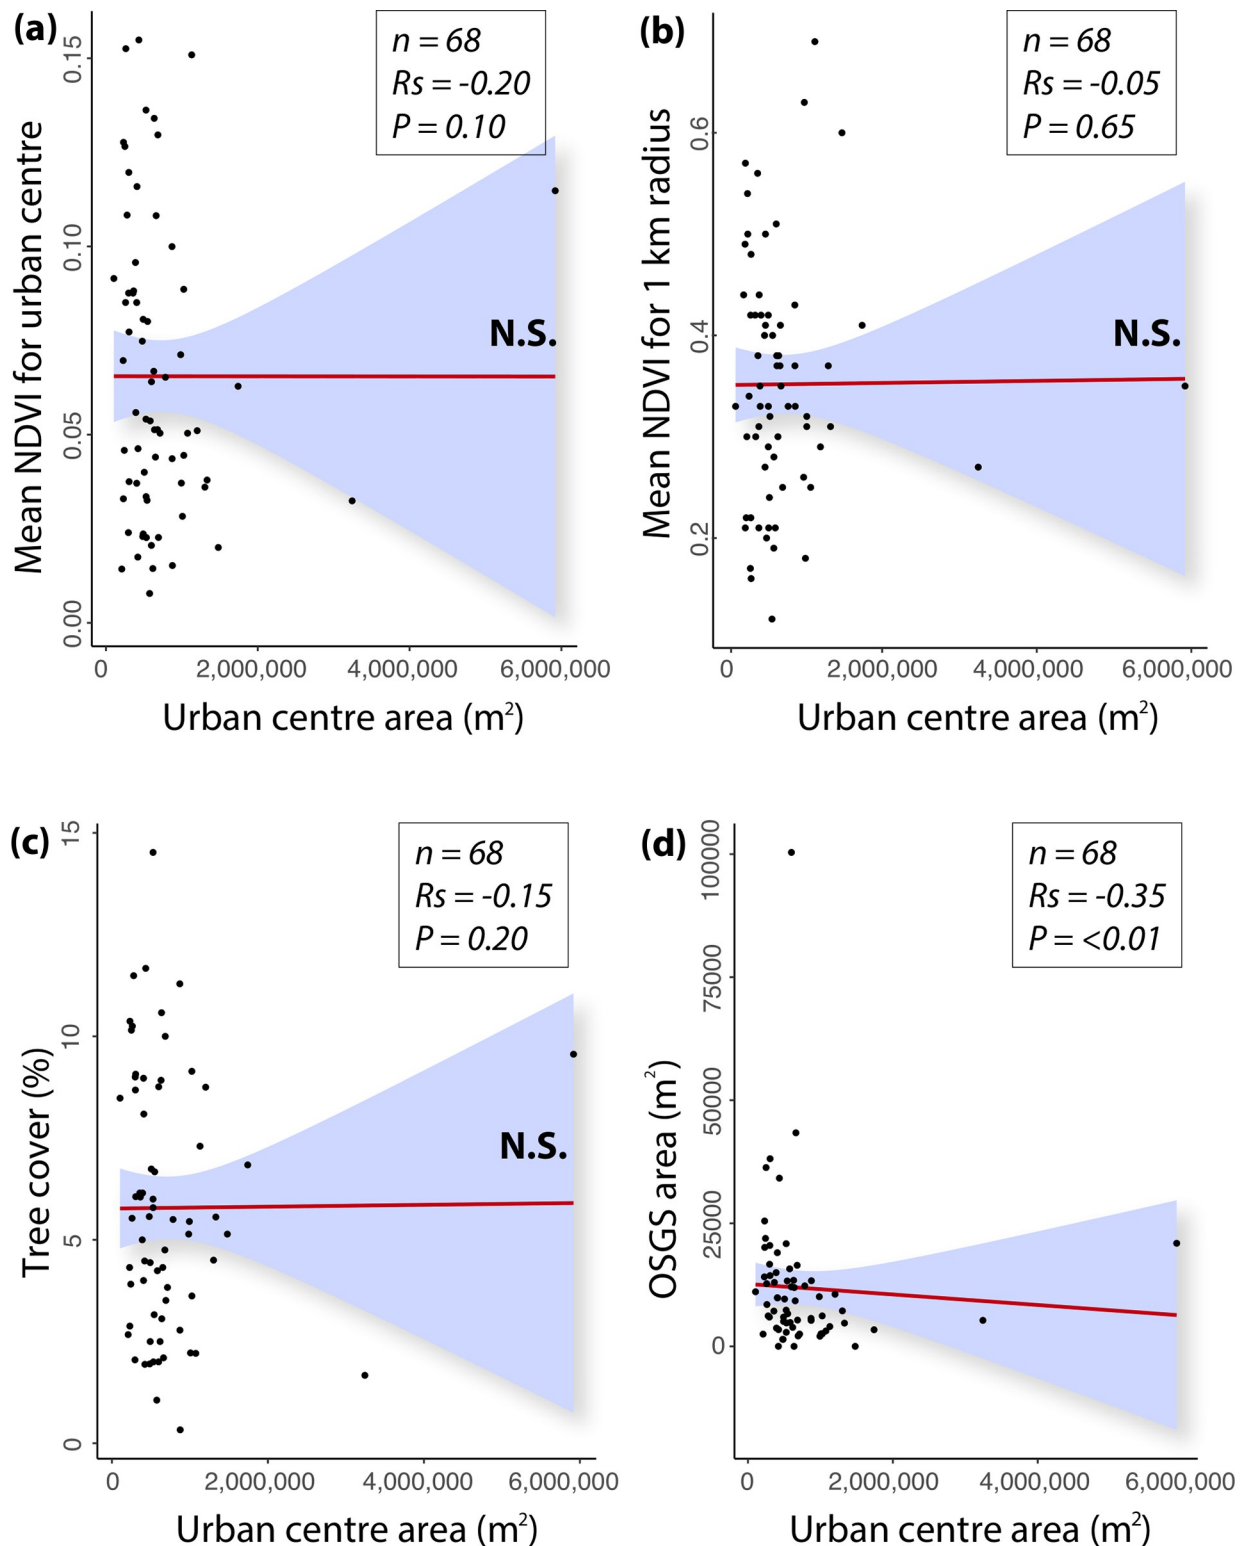 (a)
n = 68
Rs = -0.20
P = 0.10
N.S.
Mean NDVI for urban centre
0.15
0.10
0.05
0.00
0 2,000,000 4,000,000 6,000,000
Urban centre area (m²)
(b)
n = 68
Rs = -0.05
P = 0.65
N.S.
Mean NDVI for 1 km radius
0.6
0.4
0.2
0 2,000,000 4,000,000 6,000,000
Urban centre area (m²)
(c)
n = 68
Rs = -0.15
P = 0.20
N.S.
Tree cover (%)
15
10
5
0
0 2,000,000 4,000,000 6,000,000
Urban centre area (m²)
(d)
n = 68
Rs = -0.35
P = <0.01
OSGS area (m²)
100000
75000
50000
25000
0
0 2,000,000 4,000,000 6,000,000
Urban centre area (m²)